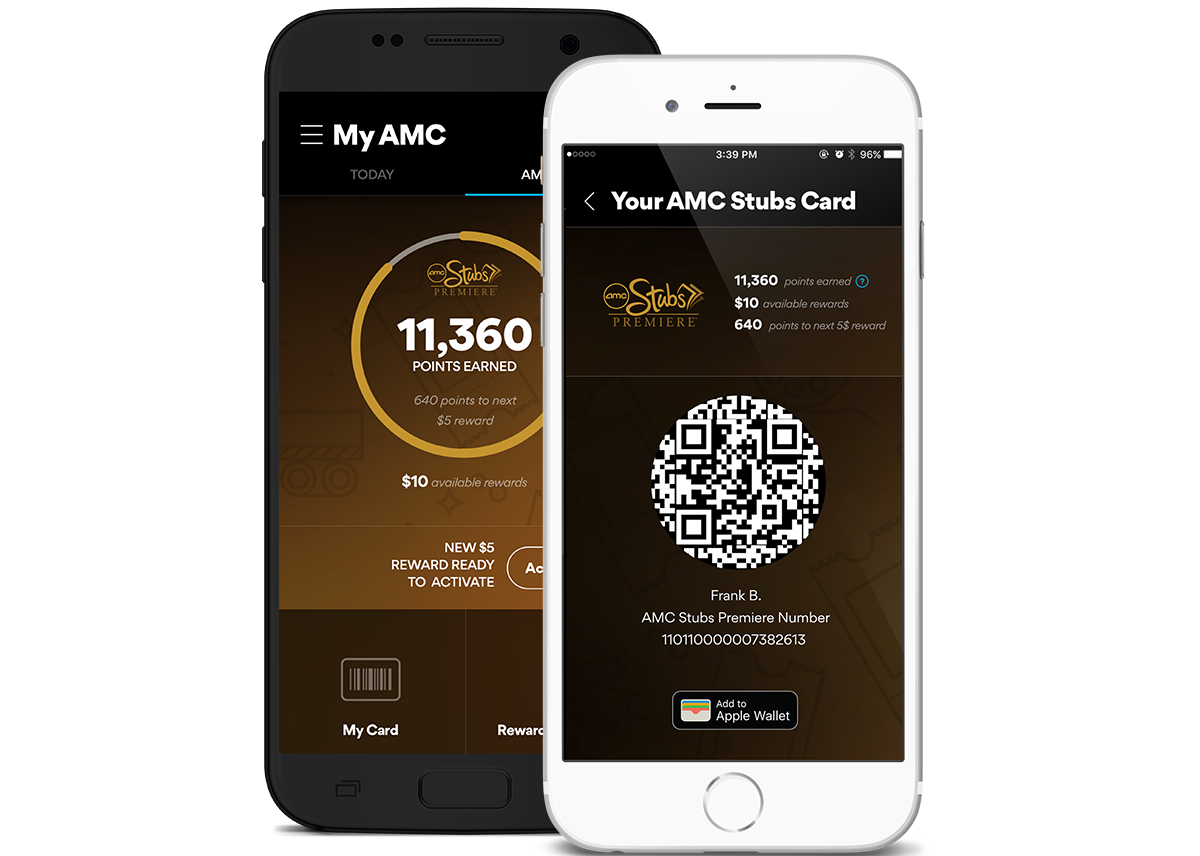 My AMC
TODAY
AM
amc Stubs
PREMIERE
11,360
POINTS EARNED
640 points to next
$5 reward
$10 available rewards
NEW $5
REWARD READY
TO ACTIVATE
Ac
My Card
Reward
3:39 PM
96%
Your AMC Stubs Card
amc Stubs
PREMIERE
11,360 points earned ?
$10 available rewards
640 points to next 5$ reward
Frank B.
AMC Stubs Premiere Number
110110000007382613
Add to
Apple Wallet